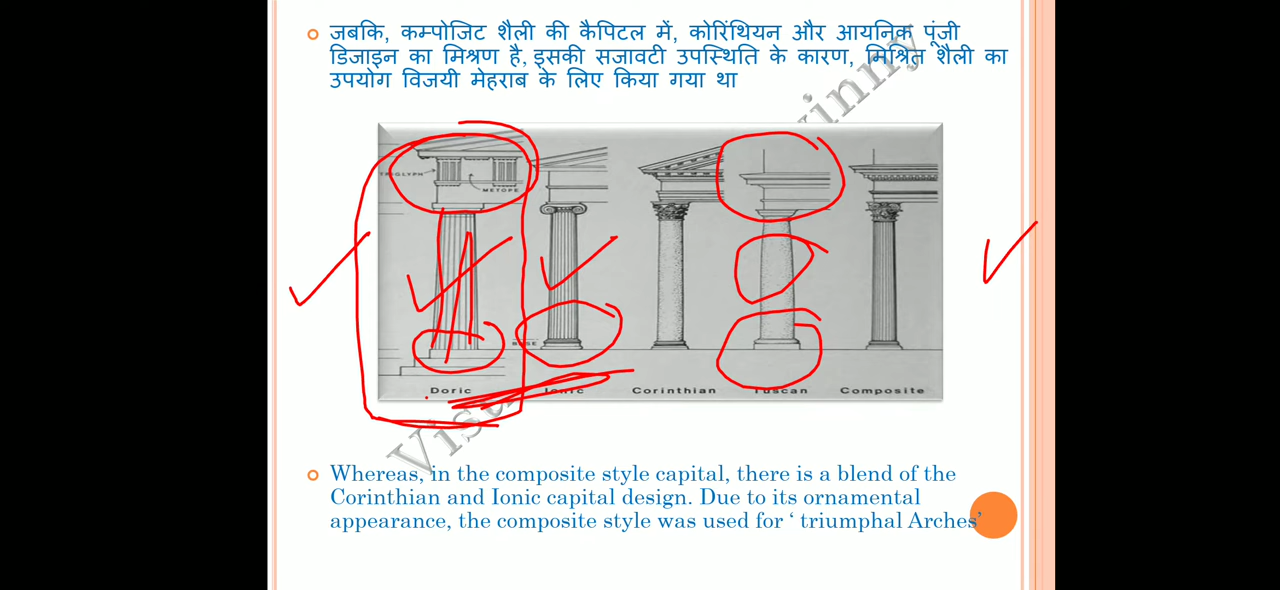 जबकि, कम्पोजिट शैली की कैपिटल में, कोरिंथियन और आयनिक पूंजी
डिजाइन का मिश्रण है, इसकी सजावटी उपस्थिति के कारण, मिश्रित शैली का
उपयोग विजयी मेहराब के लिए किया गया था
TRIGLYPH
METOPE
BASE
Doric Ionic Corinthian Tuscan Composite
Whereas, in the composite style capital, there is a blend of the
Corinthian and Ionic capital design. Due to its ornamental
appearance, the composite style was used for ‘ triumphal Arches’